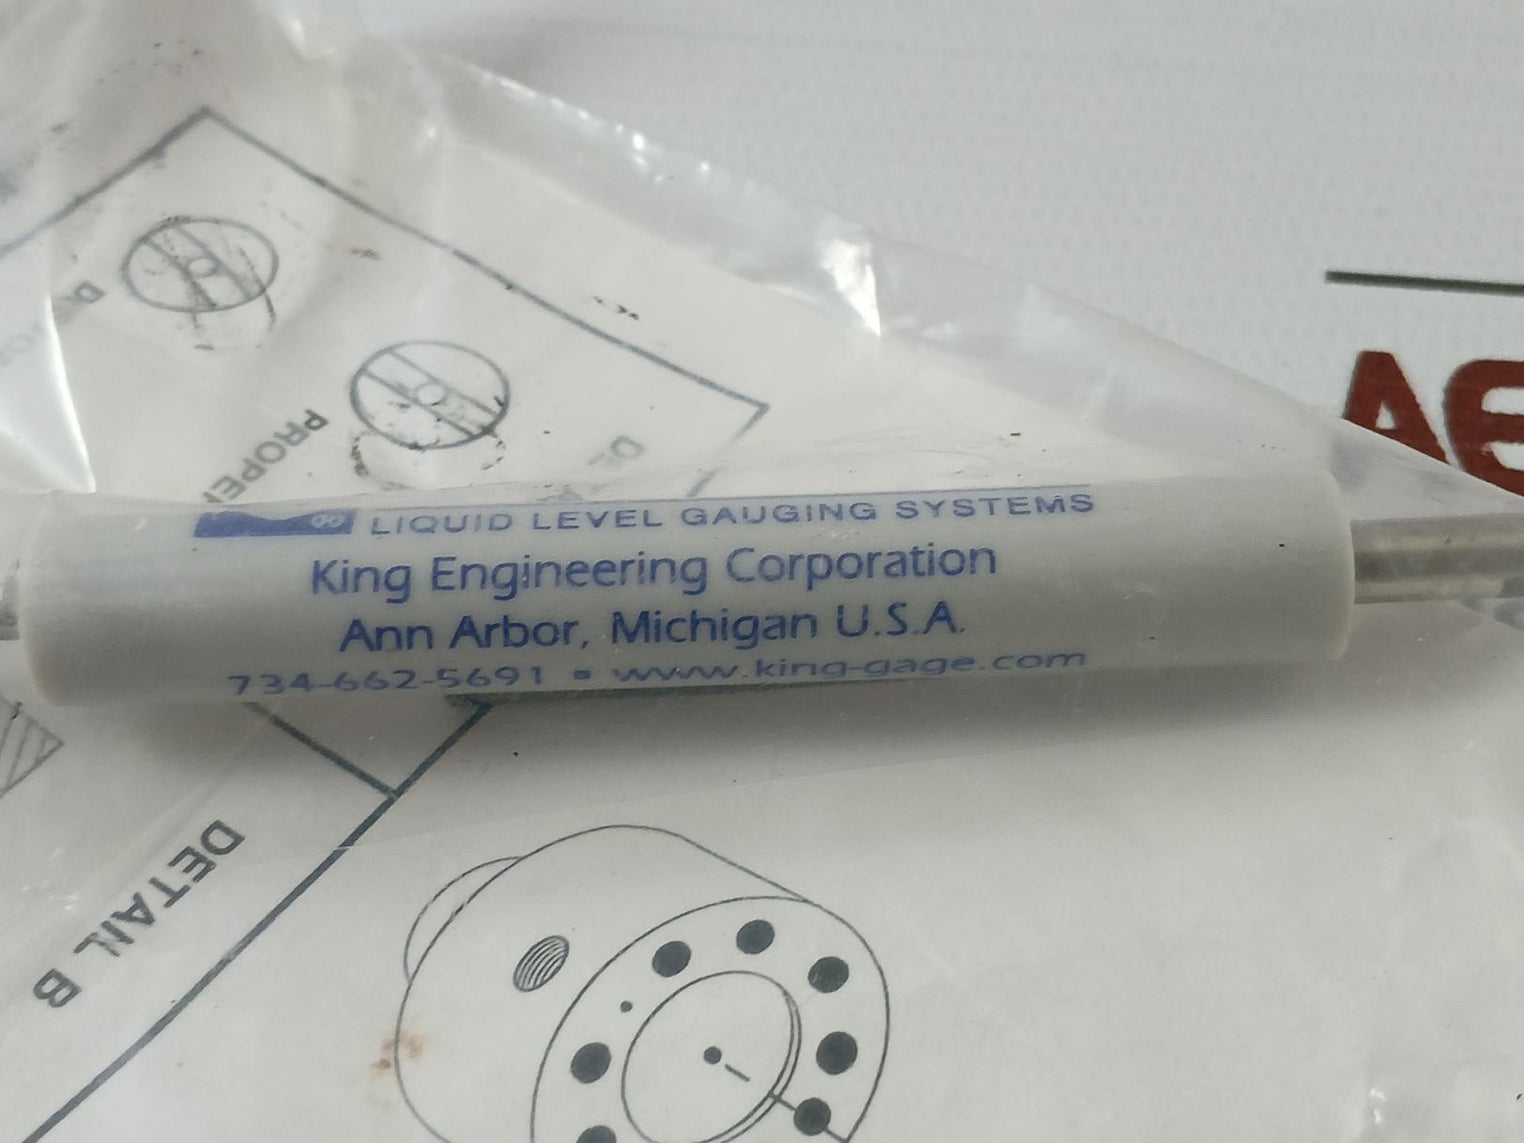 LIQUID LEVEL GAUGING SYSTEMS
King Engineering Corporation
Ann Arbor, Michigan U.S.A.
734-662-5691 ▪ www.king-gage.com
DETAIL B